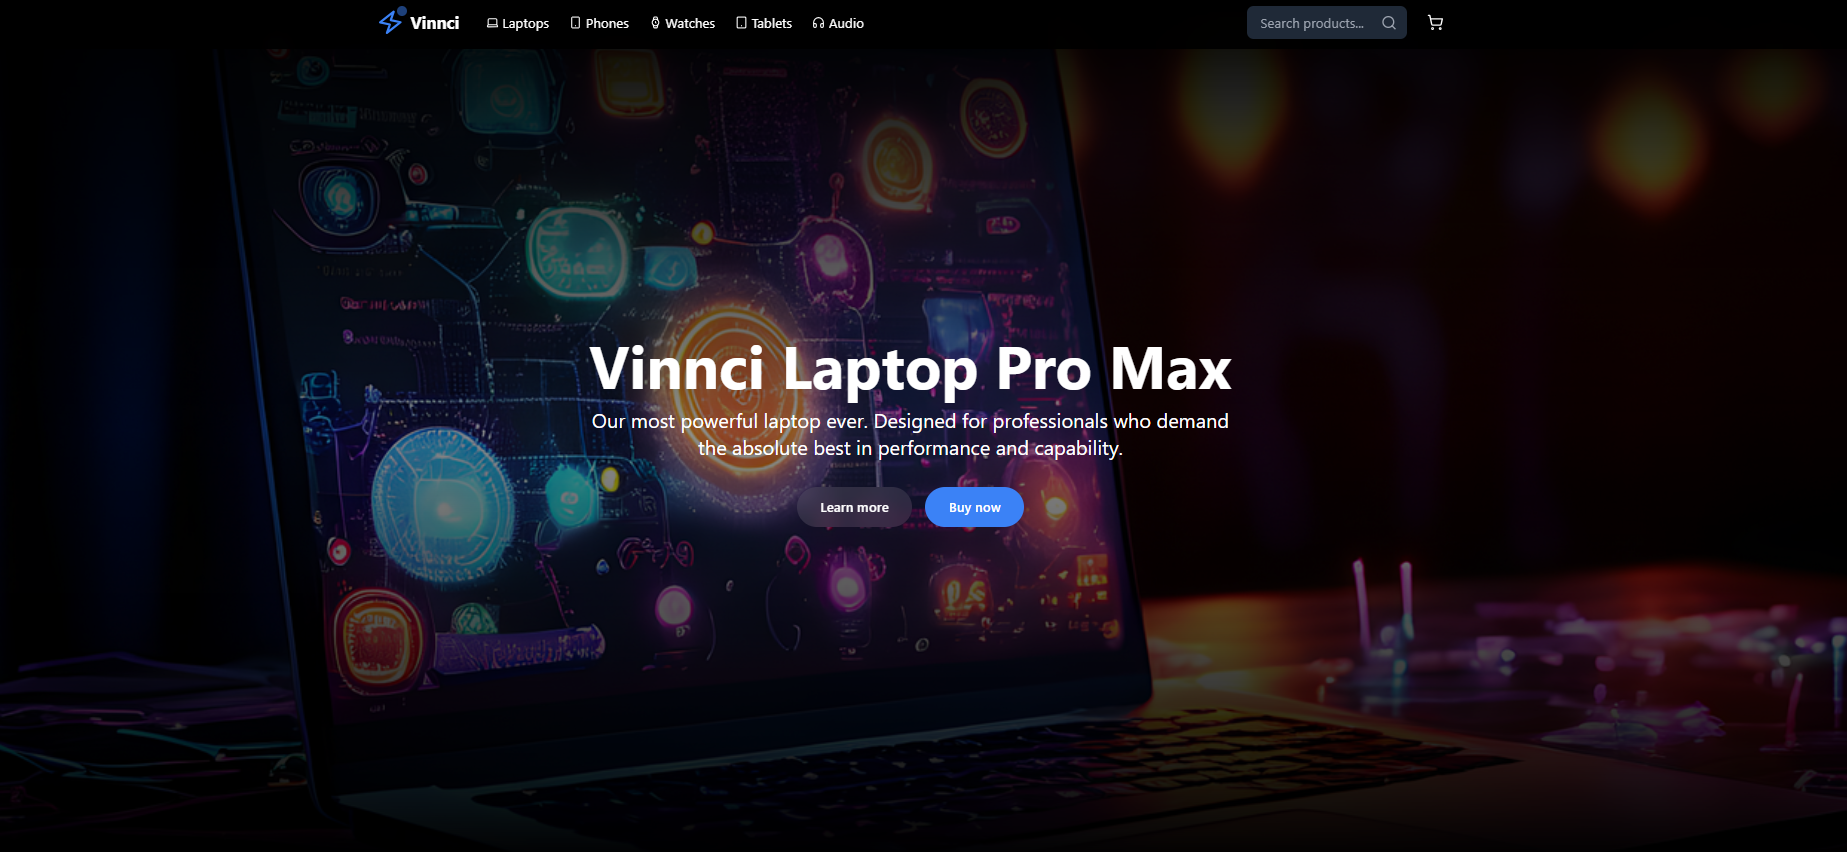 Vinnci
Laptops
Phones
Watches
Tablets
Audio
Search products...
Vinnci Laptop Pro Max
Our most powerful laptop ever. Designed for professionals who demand
the absolute best in performance and capability.
Learn more
Buy now